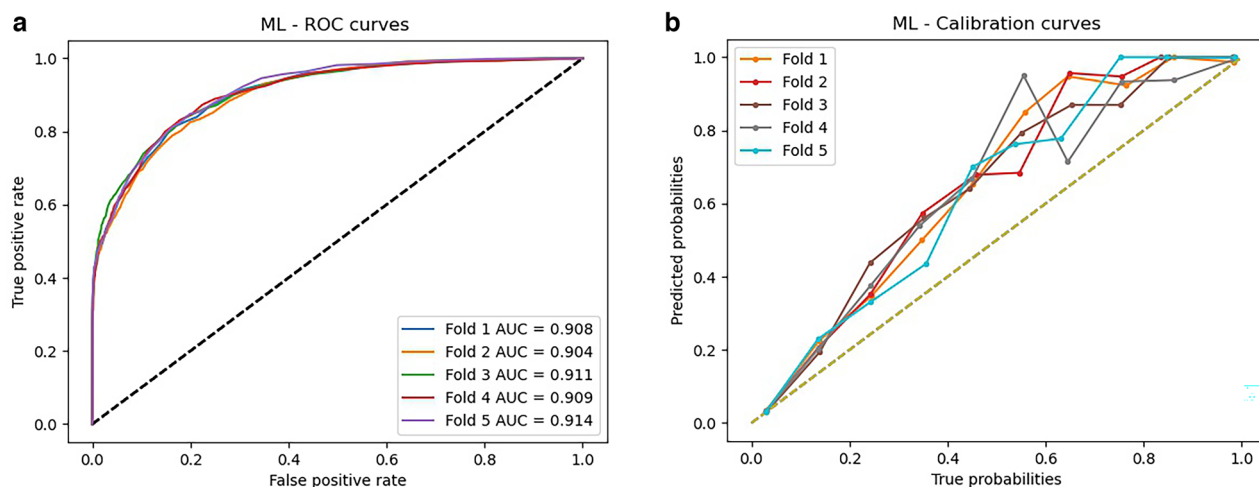 a
ML - ROC curves
1.0
0.8
0.6
0.4
0.2
0.0
True positive rate
Fold 1 AUC = 0.908
Fold 2 AUC = 0.904
Fold 3 AUC = 0.911
Fold 4 AUC = 0.909
Fold 5 AUC = 0.914
0.0 0.2 0.4 0.6 0.8 1.0
False positive rate
b
ML - Calibration curves
1.0
0.8
0.6
0.4
0.2
0.0
Predicted probabilities
Fold 1
Fold 2
Fold 3
Fold 4
Fold 5
0.0 0.2 0.4 0.6 0.8 1.0
True probabilities